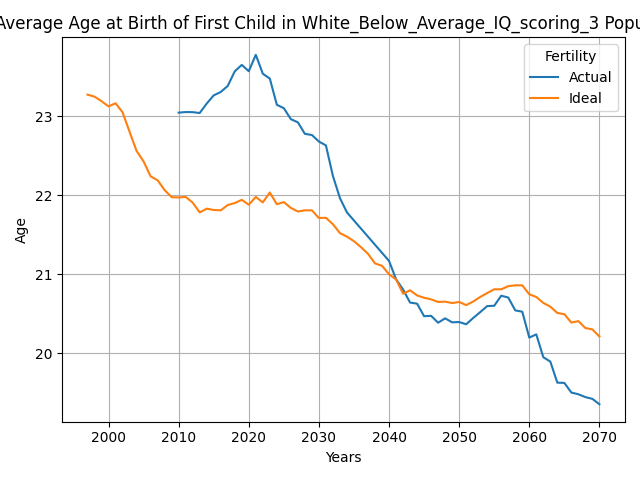 Average Age at Birth of First Child in White_Below_Average_IQ_scoring_3 Popu
Fertility
Actual
Ideal
23
22
21
20
Age
2000 2010 2020 2030 2040 2050 2060 2070
Years